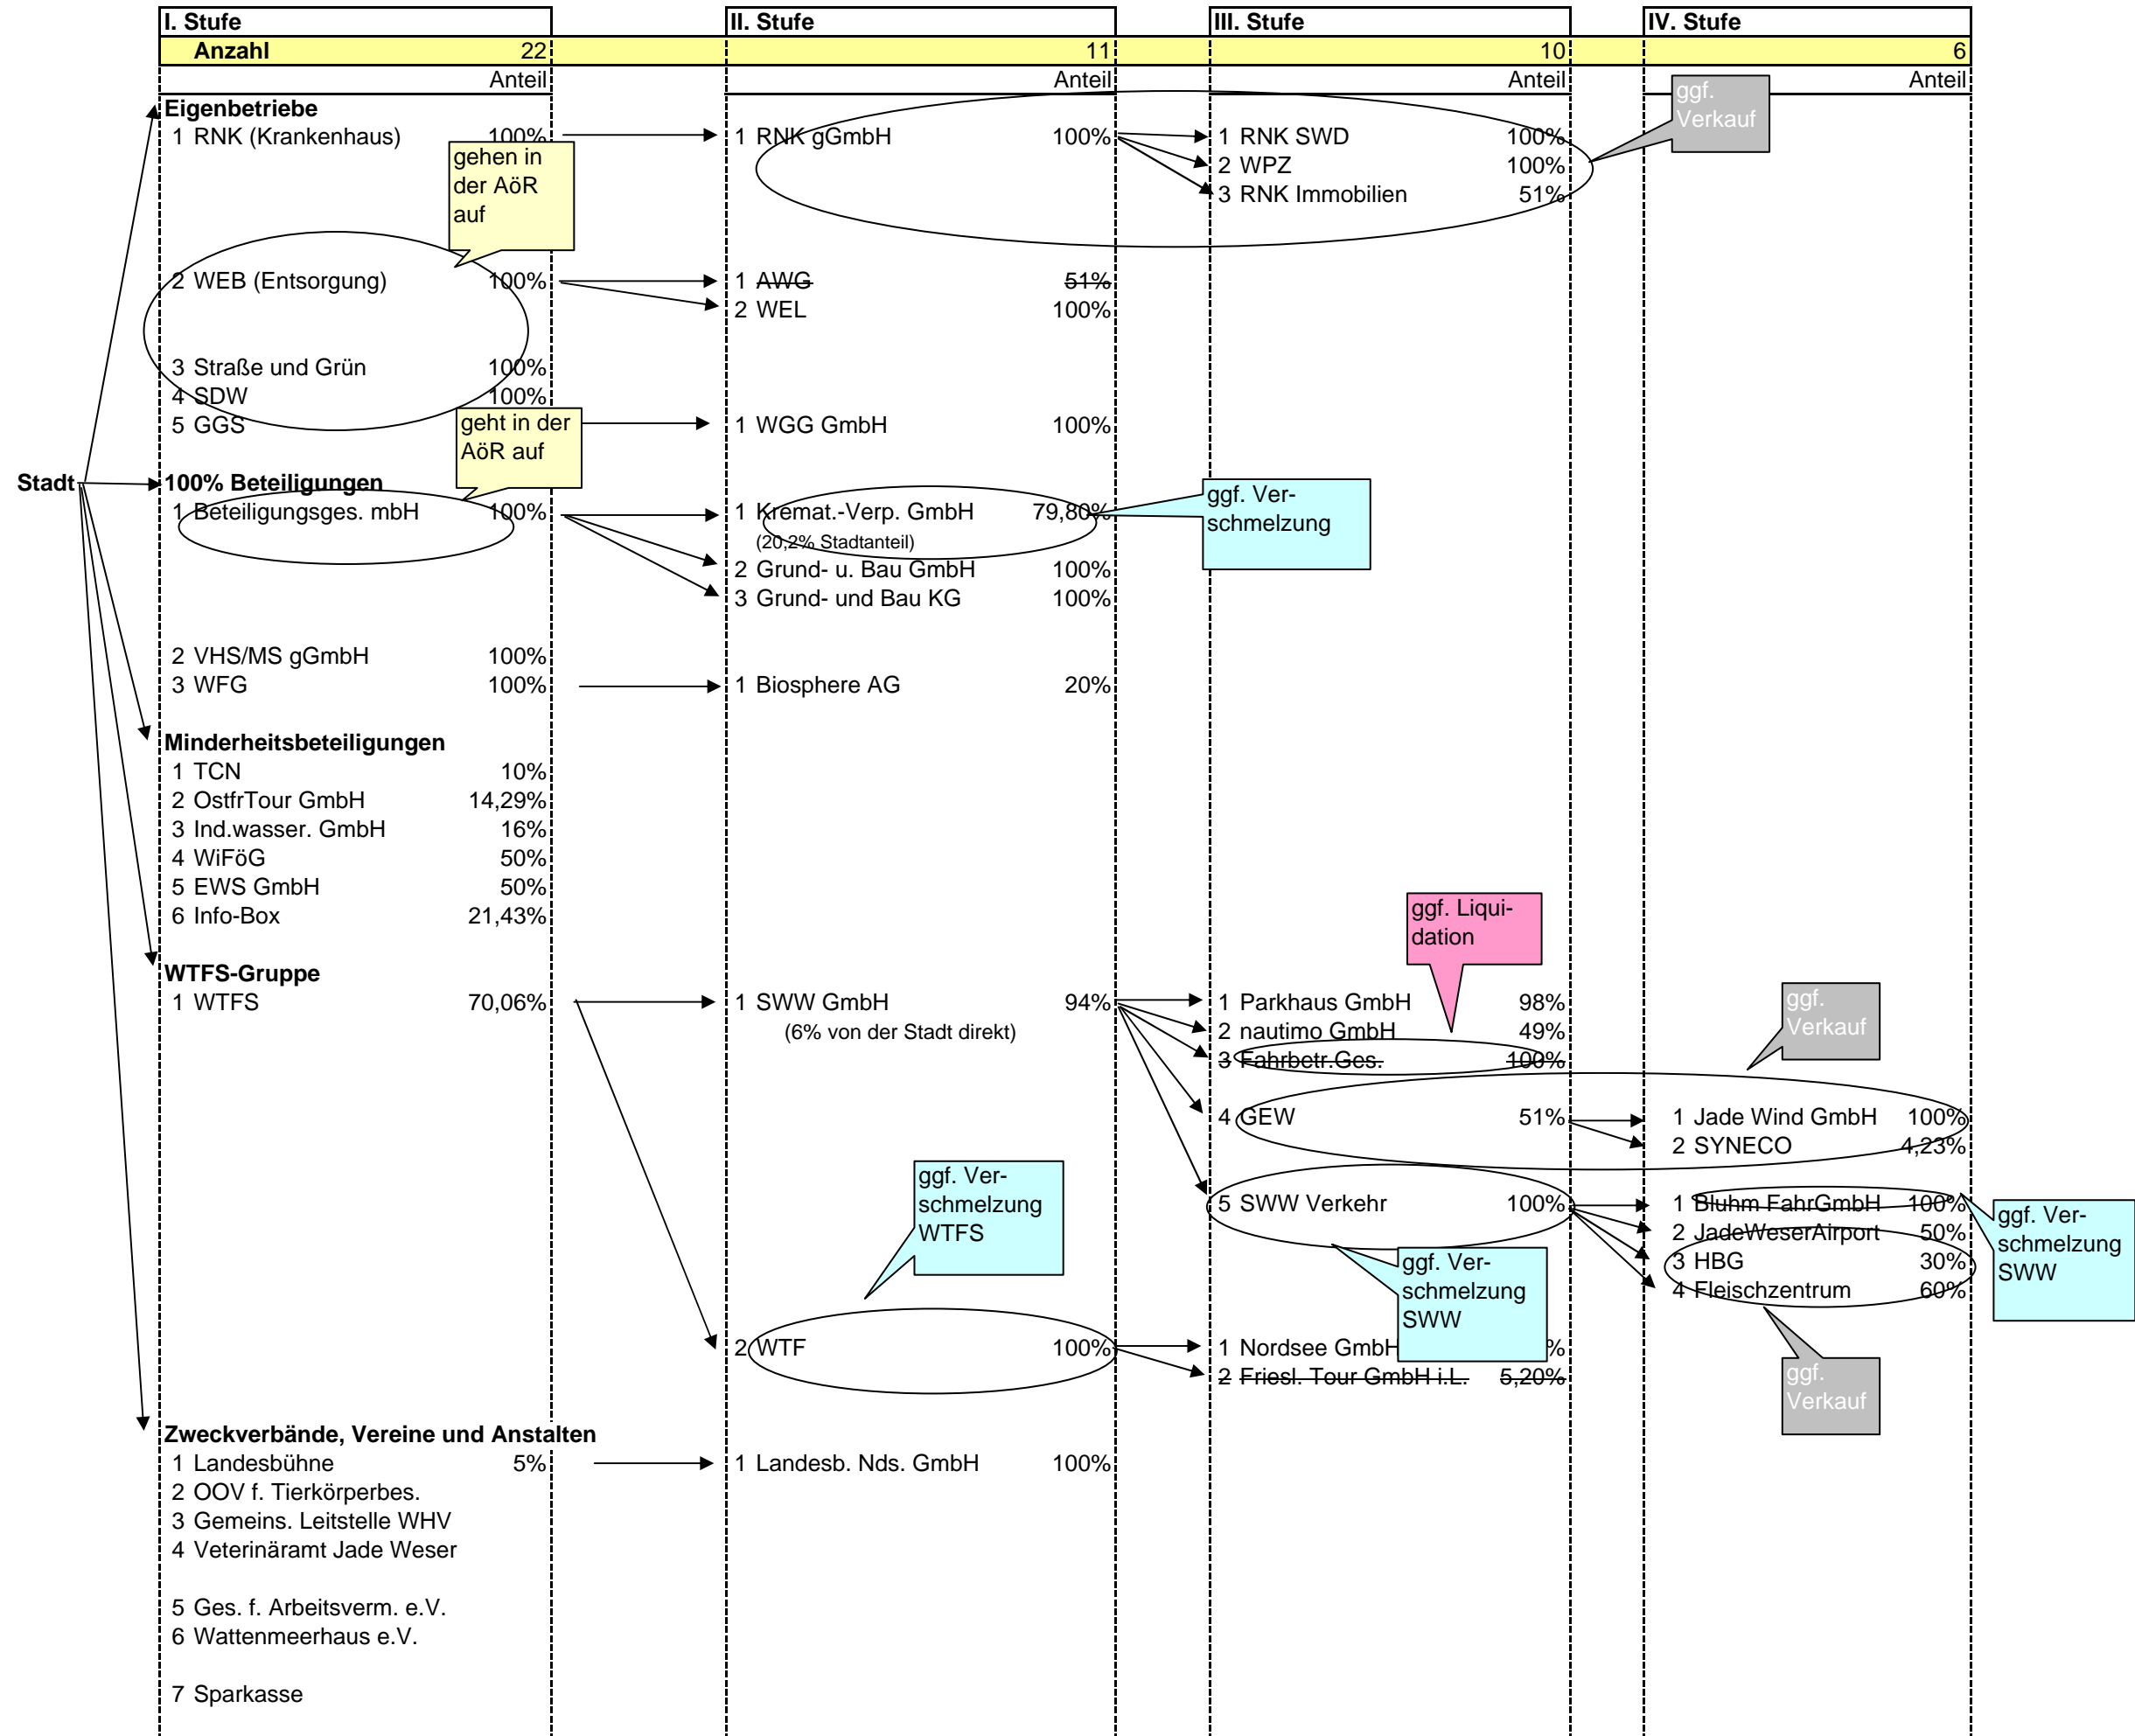 I. Stufe II. Stufe III. Stufe IV. Stufe
Anzahl 22 11 10 6
Anteil Anteil Anteil Anteil
Eigenbetriebe
1 RNK (Krankenhaus) 100% 1 RNK gGmbH 100% 1 RNK SWD 100%
2 WPZ 100%
3 RNK Immobilien 51%
ggf.
Verkauf
gehen in
der AöR
auf
2 WEB (Entsorgung) 100% 1 AWG 51%
2 WEL 100%
3 Straße und Grün 100%
4 SDW 100%
5 GGS 1 WGG GmbH 100%
geht in der
AöR auf
Stadt 100% Beteiligungen
1 Beteiligungsges. mbH 100% 1 Kremat.-Verp. GmbH 79,80%
(20,2% Stadtanteil)
ggf. Ver-
schmelzung
2 Grund- u. Bau GmbH 100%
3 Grund- und Bau KG 100%
2 VHS/MS gGmbH 100%
3 WFG 100% 1 Biosphere AG 20%
Minderheitsbeteiligungen
1 TCN 10%
2 OstfrTour GmbH 14,29%
3 Ind.wasser. GmbH 16%
4 WiFöG 50%
5 EWS GmbH 50%
6 Info-Box 21,43%
ggf. Liqui-
dation
WTFS-Gruppe
1 WTFS 70,06% 1 SWW GmbH 94% 1 Parkhaus GmbH 98%
(6% von der Stadt direkt) 2 nautimo GmbH 49%
3 Fahrbetr.Ges. 100%
ggf.
Verkauf
4 GEW 51% 1 Jade Wind GmbH 100%
2 SYNECO 4,23%
ggf. Ver-
schmelzung
WTFS
5 SWW Verkehr 100% 1 Bluhm FahrGmbH 100%
2 JadeWeserAirport 50%
3 HBG 30%
4 Fleischzentrum 60%
ggf. Ver-
schmelzung
SWW
ggf. Ver-
schmelzung
SWW
2 WTF 100% 1 Nordsee GmbH %
2 Friesl. Tour GmbH i.L. 5,20%
ggf.
Verkauf
Zweckverbände, Vereine und Anstalten
1 Landesbühne 5% 1 Landesb. Nds. GmbH 100%
2 OOV f. Tierkörperbes.
3 Gemeins. Leitstelle WHV
4 Veterinäramt Jade Weser
5 Ges. f. Arbeitsverm. e.V.
6 Wattenmeerhaus e.V.
7 Sparkasse